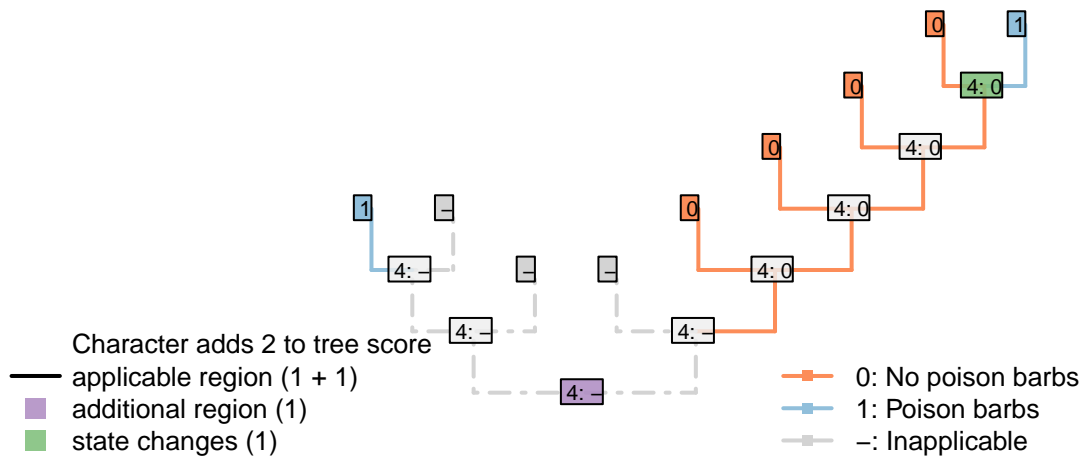 0 1
0 4: 0
0 4: 0
1 – 0 4: 0
4: – – – 4: 0
4: – 4: –
Character adds 2 to tree score
applicable region (1 + 1) 4: – 0: No poison barbs
additional region (1) 1: Poison barbs
state changes (1) –: Inapplicable